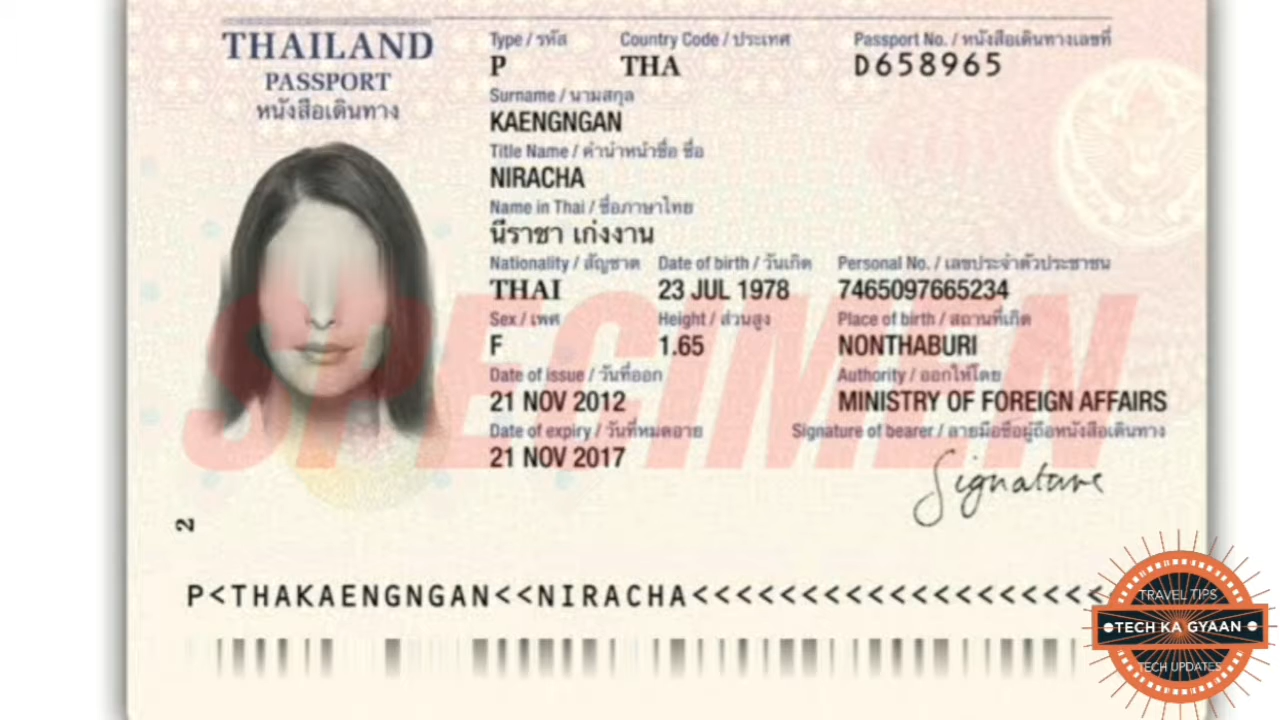 THAILAND
PASSPORT
หนังสือเดินทาง
Type / รหัส Country Code / ประเทศ Passport No. / หนังสือเดินทางเลขที่
P THA D658965
Surname / นามสกุล
KAENGNGAN
Title Name / คำนำหน้าชื่อ ชื่อ
NIRACHA
Name in Thai / ชื่อภาษาไทย
นีราชา เก่งงาน
Nationality / สัญชาติ Date of birth / วันเกิด Personal No. / เลขประจำตัวประชาชน
THAI 23 JUL 1978 7465097665234
Sex / เพศ Height / ส่วนสูง Place of birth / สถานที่เกิด
F 1.65 NONTHABURI
Date of issue / วันที่ออก Authority / ออกให้โดย
21 NOV 2012 MINISTRY OF FOREIGN AFFAIRS
Date of expiry / วันที่หมดอายุ Signature of bearer / ลายมือชื่อผู้ถือหนังสือเดินทาง
21 NOV 2017
Signature
SPECIMEN
2
P<THAKAENGNGAN<<NIRACHA<<<<<<<<<<<<<<<<<<<
TRAVEL TIPS
TECH KA GYAAN
TECH UPDATES